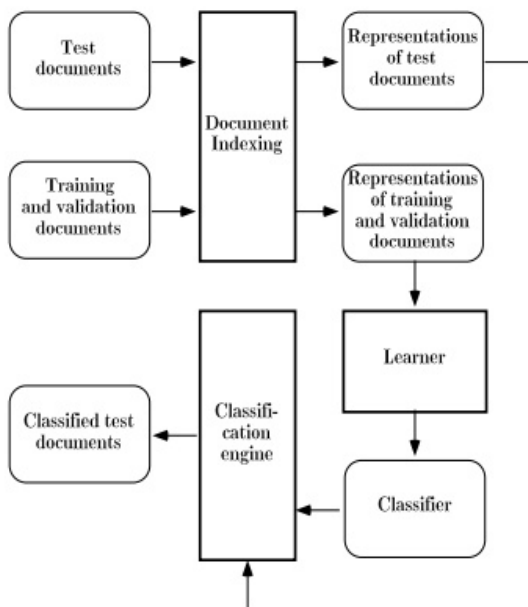 Test
documents
Document
Indexing
Representations
of test
documents
Training
and validation
documents
Representations
of training
and validation
documents
Learner
Classifier
Classifi-
cation
engine
Classified test
documents